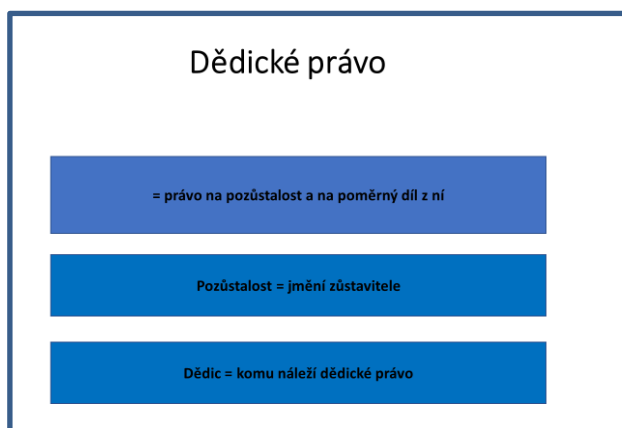 Dědické právo
= právo na pozůstalost a na poměrný díl z ní
Pozůstalost = jmění zůstavitele
Dědic = komu náleží dědické právo